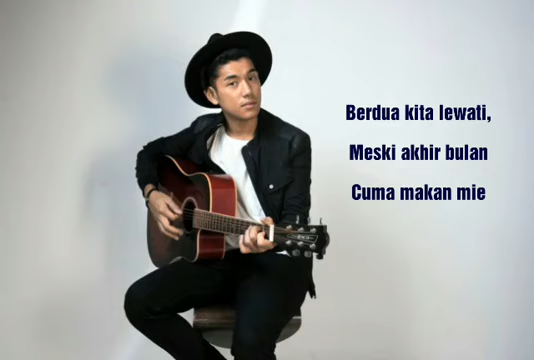 Berdua kita lewati,
Meski akhir bulan
Cuma makan mie